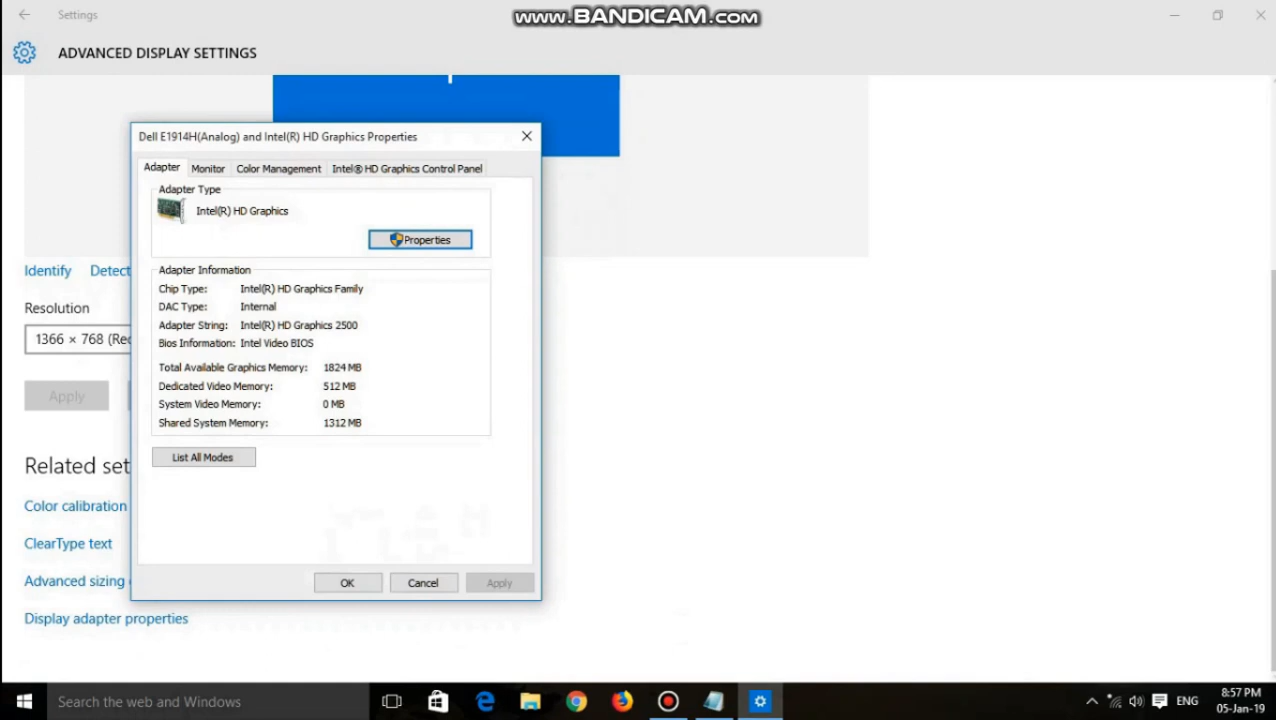 Settings
www.BANDICAM.com
ADVANCED DISPLAY SETTINGS
Dell E1914H(Analog) and Intel(R) HD Graphics Properties
Adapter Monitor Color Management Intel® HD Graphics Control Panel
Adapter Type
Intel(R) HD Graphics
Properties
Adapter Information
Chip Type: Intel(R) HD Graphics Family
DAC Type: Internal
Adapter String: Intel(R) HD Graphics 2500
Bios Information: Intel Video BIOS
Total Available Graphics Memory: 1824 MB
Dedicated Video Memory: 512 MB
System Video Memory: 0 MB
Shared System Memory: 1312 MB
List All Modes
OK Cancel Apply
Identify Detect
Resolution
1366 × 768 (Rec
Apply
Related set
Color calibration
ClearType text
Advanced sizing
Display adapter properties
Search the web and Windows
ENG
8:57 PM
05-Jan-19